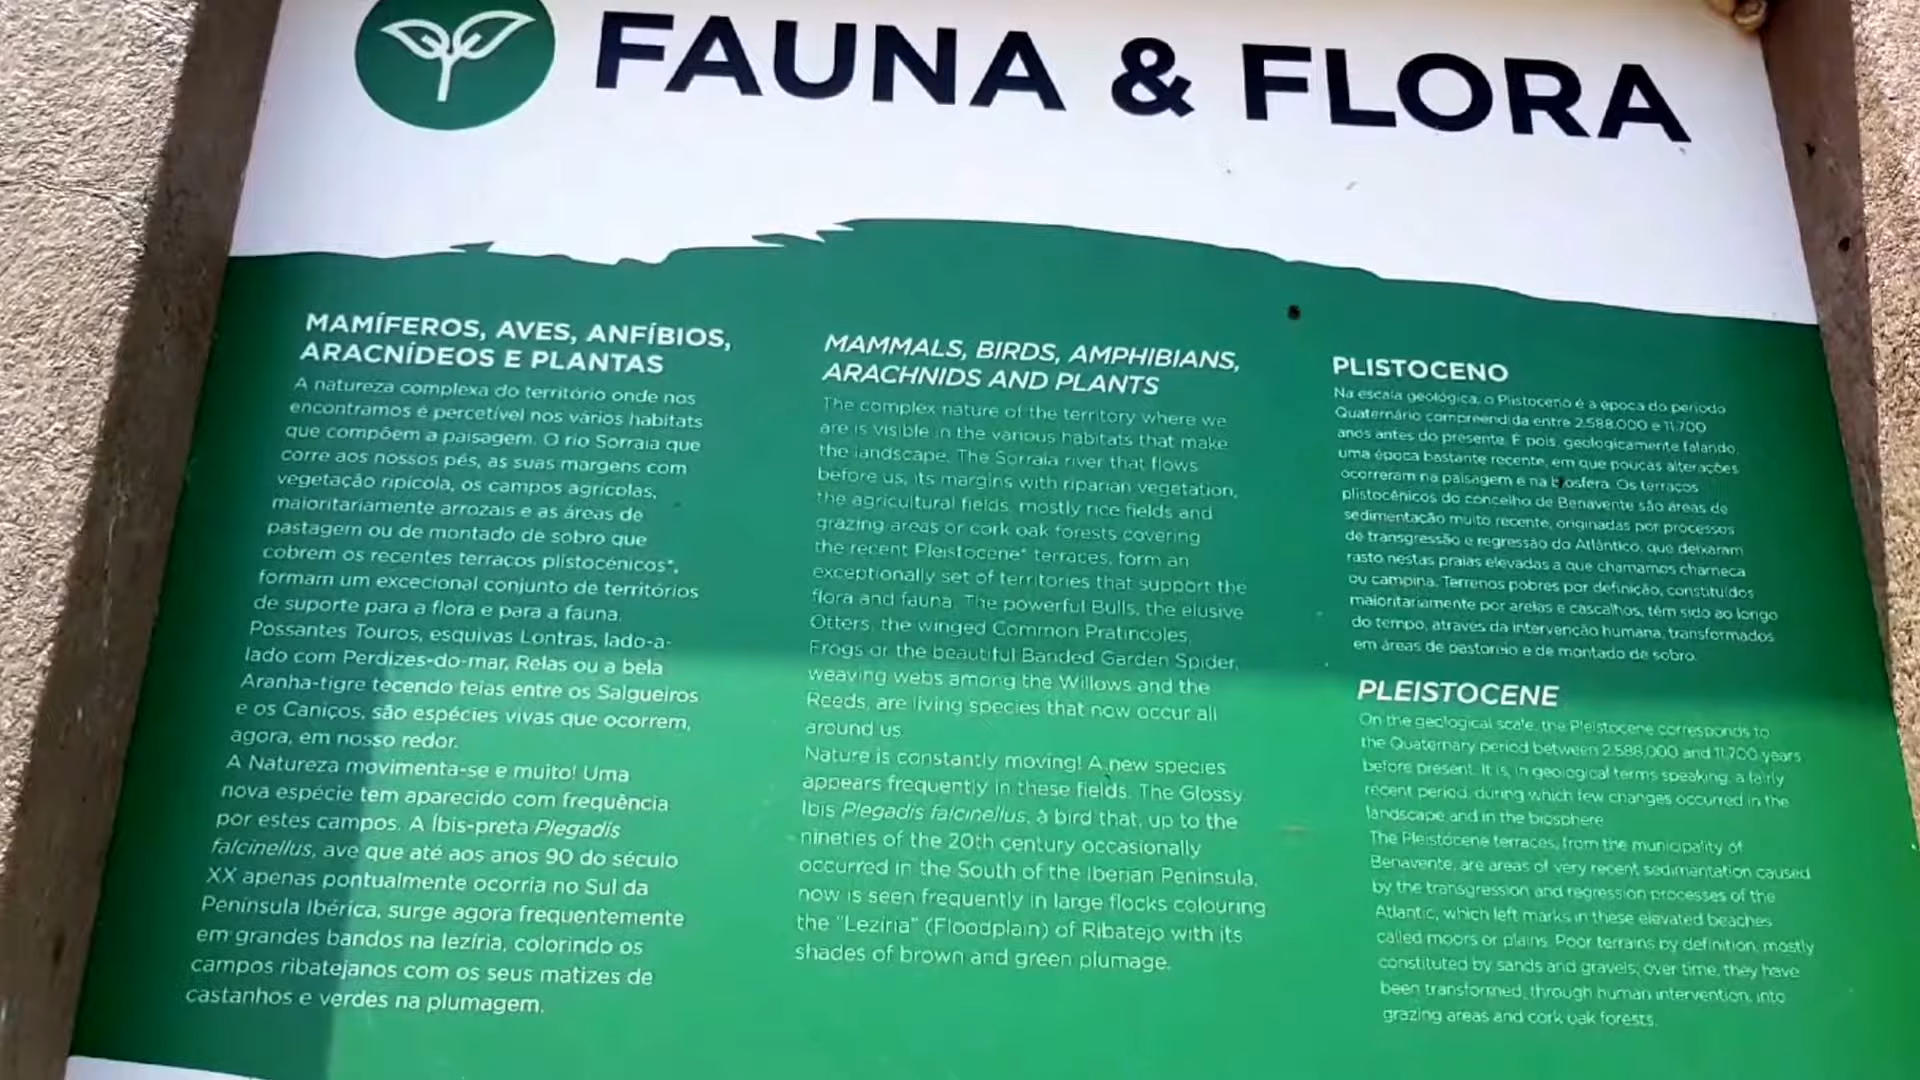 FAUNA & FLORA
MAMÍFEROS, AVES, ANFÍBIOS,
ARACNÍDEOS E PLANTAS
A natureza complexa do território onde nos
encontramos é percetível nos vários habitats
que compõem a paisagem. O rio Sorraia que
corre aos nossos pés, as suas margens com
vegetação ripícola, os campos agrícolas,
maioritariamente arrozais e as áreas de
pastagem ou de montado de sobro que
cobrem os recentes terraços plistocénicos*,
formam um excecional conjunto de territórios
de suporte para a flora e para a fauna.
Possantes Touros, esquivas Lontras, lado-a-
lado com Perdizes-do-mar, Relas ou a bela
Aranha-tigre tecendo teias entre os Salgueiros
e os Caniços, são espécies vivas que ocorrem,
agora, em nosso redor.
A Natureza movimenta-se e muito! Uma
nova espécie tem aparecido com frequência
por estes campos. A Íbis-preta Plegadis
falcinellus, ave que até aos anos 90 do século
XX apenas pontualmente ocorria no Sul da
Península Ibérica, surge agora frequentemente
em grandes bandos na lezíria, colorindo os
campos ribatejanos com os seus matizes de
castanhos e verdes na plumagem.
MAMMALS, BIRDS, AMPHIBIANS,
ARACHNIDS AND PLANTS
The complex nature of the territory where we
are is visible in the various habitats that make
the landscape. The Sorraia river that flows
before us, its margins with riparian vegetation,
the agricultural fields, mostly rice fields and
grazing areas or cork oak forests covering
the recent Pleistocene* terraces, form an
exceptionally set of territories that support the
flora and fauna. The powerful Bulls, the elusive
Otters, the winged Common Pratincoles,
Frogs or the beautiful Banded Garden Spider,
weaving webs among the Willows and the
Reeds, are living species that now occur all
around us.
Nature is constantly moving! A new species
appears frequently in these fields. The Glossy
Ibis Plegadis falcinellus, a bird that, up to the
nineties of the 20th century occasionally
occurred in the South of the Iberian Peninsula,
now is seen frequently in large flocks colouring
the "Lezíria" (Floodplain) of Ribatejo with its
shades of brown and green plumage.
PLISTOCENO
Na escala geológica, o Plistoceno é a época do período
Quaternário compreendida entre 2.588.000 e 11.700
anos antes do presente. É pois, geologicamente falando,
uma época bastante recente, em que poucas alterações
ocorreram na paisagem e na biosfera. Os terraços
plistocénicos do concelho de Benavente são áreas de
sedimentação muito recente, originadas por processos
de transgressão e regressão do Atlântico, que deixaram
rasto nestas praias elevadas a que chamamos charneca
ou campina. Terrenos pobres por definição, constituídos
maioritariamente por areias e cascalhos, têm sido ao longo
do tempo, através da intervenção humana, transformados
em áreas de pastoreio e de montado de sobro.
PLEISTOCENE
On the geological scale, the Pleistocene corresponds to
the Quaternary period between 2.588,000 and 11,700 years
before present. It is, in geological terms speaking, a fairly
recent period, during which few changes occurred in the
landscape and in the biosphere.
The Pleistocene terraces, from the municipality of
Benavente, are areas of very recent sedimantation caused
by the transgression and regression processes of the
Atlantic, which left marks in these elevated beaches
called moors or plains. Poor terrains by definition, mostly
constituted by sands and gravels; over time, they have
been transformed, through human intervention, into
grazing areas and cork oak forests.